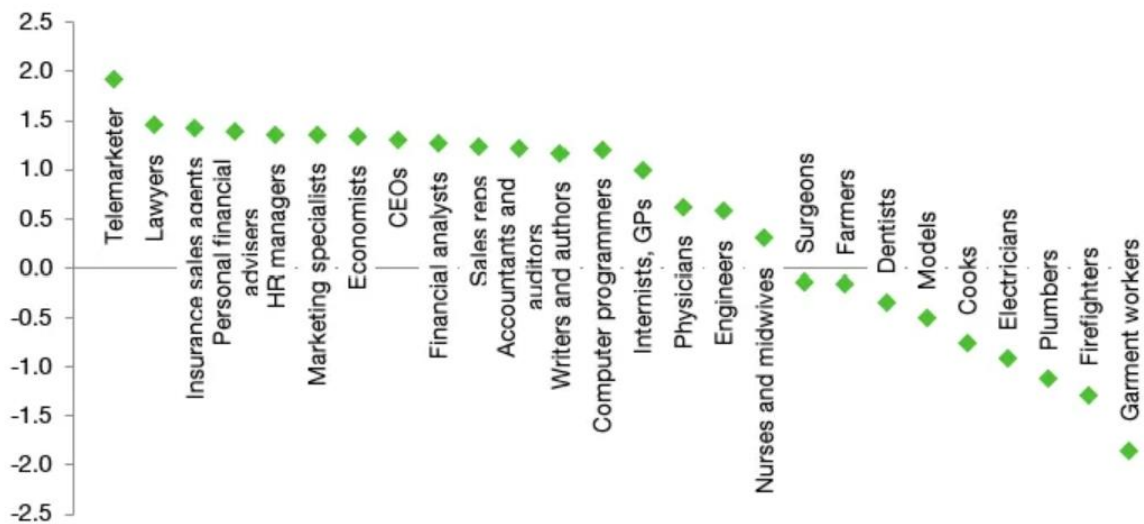 2.5
2.0
1.5
1.0
0.5
0.0
-0.5
-1.0
-1.5
-2.0
-2.5
Telemarketer
Lawyers
Insurance sales agents
Personal financial
advisers
HR managers
Marketing specialists
Economists
CEOs
Financial analysts
Sales reps
Accountants and
auditors
Writers and authors
Computer programmers
Internists, GPs
Physicians
Engineers
Nurses and midwives
Surgeons
Farmers
Dentists
Models
Cooks
Electricians
Plumbers
Firefighters
Garment workers